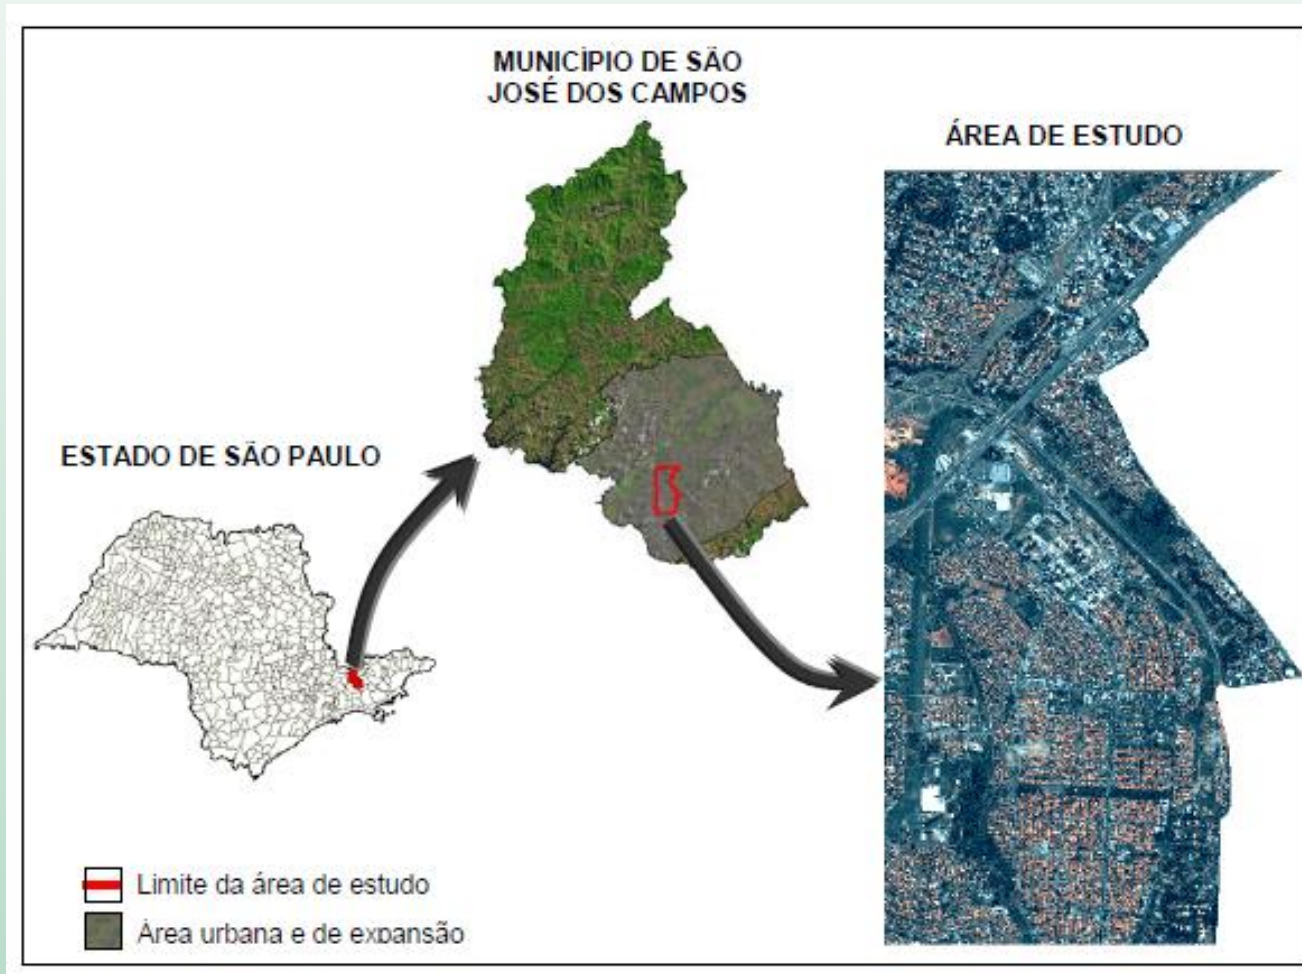 MUNICÍPIO DE SÃO
JOSÉ DOS CAMPOS
ÁREA DE ESTUDO
ESTADO DE SÃO PAULO
Limite da área de estudo
Área urbana e de expansão